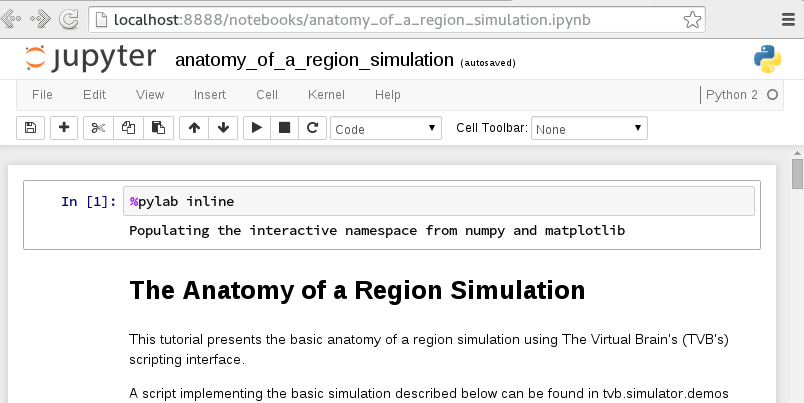 localhost:8888/notebooks/anatomy_of_a_region_simulation.ipynb
jupyter anatomy_of_a_region_simulation (autosaved)
File Edit View Insert Cell Kernel Help Python 2
Code Cell Toolbar: None
In [1]: %pylab inline
Populating the interactive namespace from numpy and matplotlib
The Anatomy of a Region Simulation
This tutorial presents the basic anatomy of a region simulation using The Virtual Brain's (TVB's)
scripting interface.
A script implementing the basic simulation described below can be found in tvb.simulator.demos